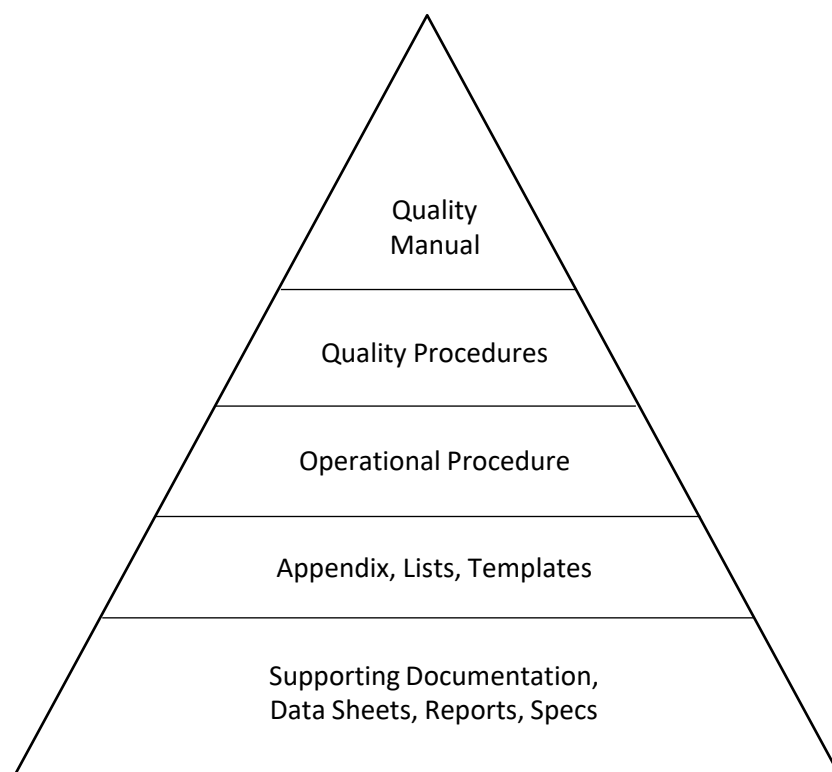 Quality
Manual
Quality Procedures
Operational Procedure
Appendix, Lists, Templates
Supporting Documentation,
Data Sheets, Reports, Specs